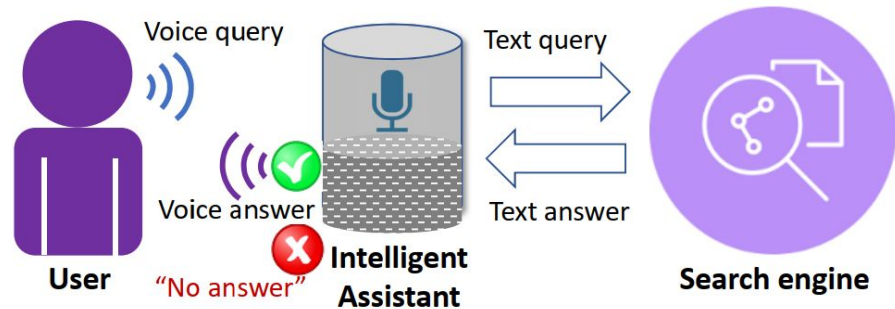 Voice query
Text query
Voice answer
Text answer
User
"No answer"
Intelligent
Assistant
Search engine